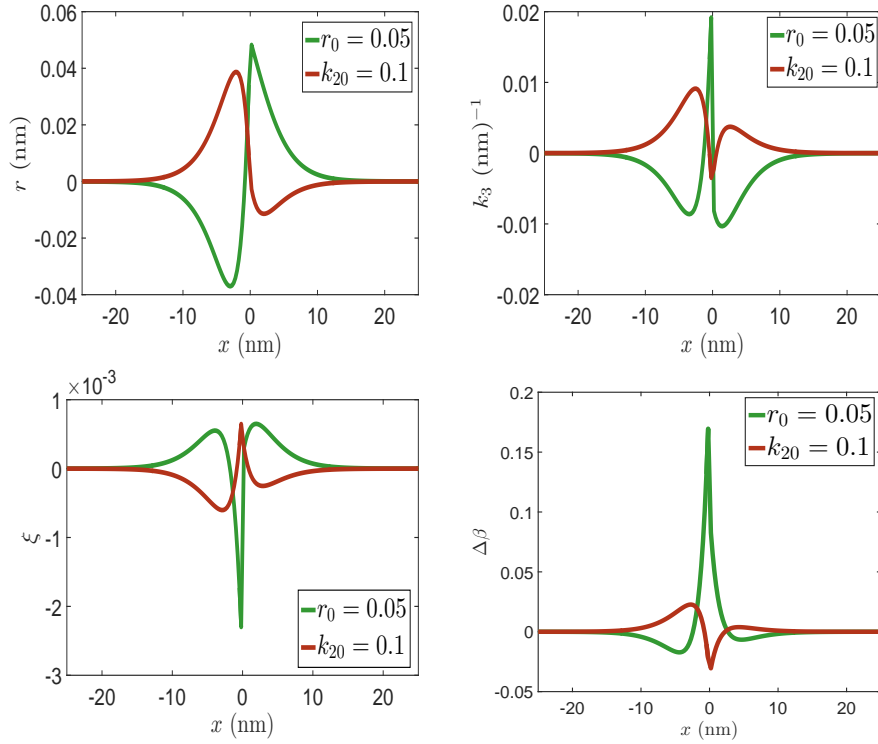 0.06
0.04
0.02
0
-0.02
-0.04
r (nm)
-20 -10 0 10 20
x (nm)
r₀ = 0.05
k₂₀ = 0.1
0.02
0.01
0
-0.01
-0.02
k₃ (nm)⁻¹
-20 -10 0 10 20
x (nm)
r₀ = 0.05
k₂₀ = 0.1
×10⁻³
1
0
-1
-2
-3
ξ
-20 -10 0 10 20
x (nm)
r₀ = 0.05
k₂₀ = 0.1
0.2
0.15
0.1
0.05
0
-0.05
Δβ
-20 -10 0 10 20
x (nm)
r₀ = 0.05
k₂₀ = 0.1